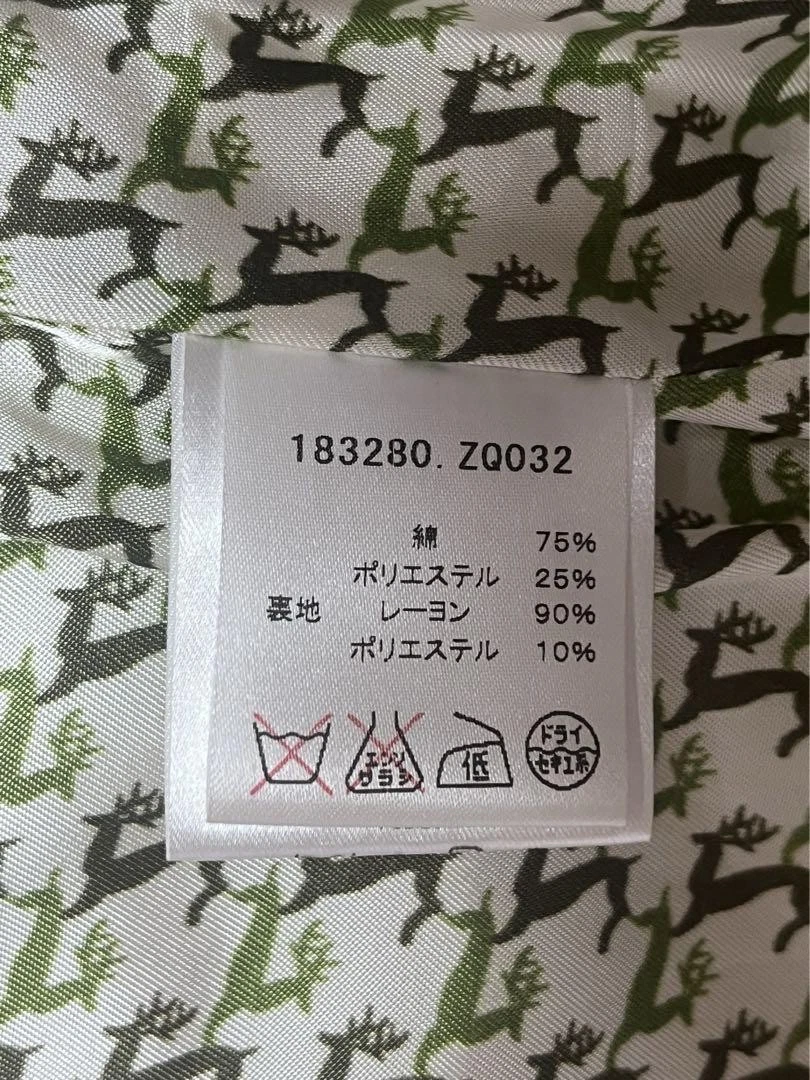 183280. ZQ032
綿 75%
ポリエステル 25%
裏地 レーヨン 90%
ポリエステル 10%
エンソ
サラシ
低
ドライ
セキユ系